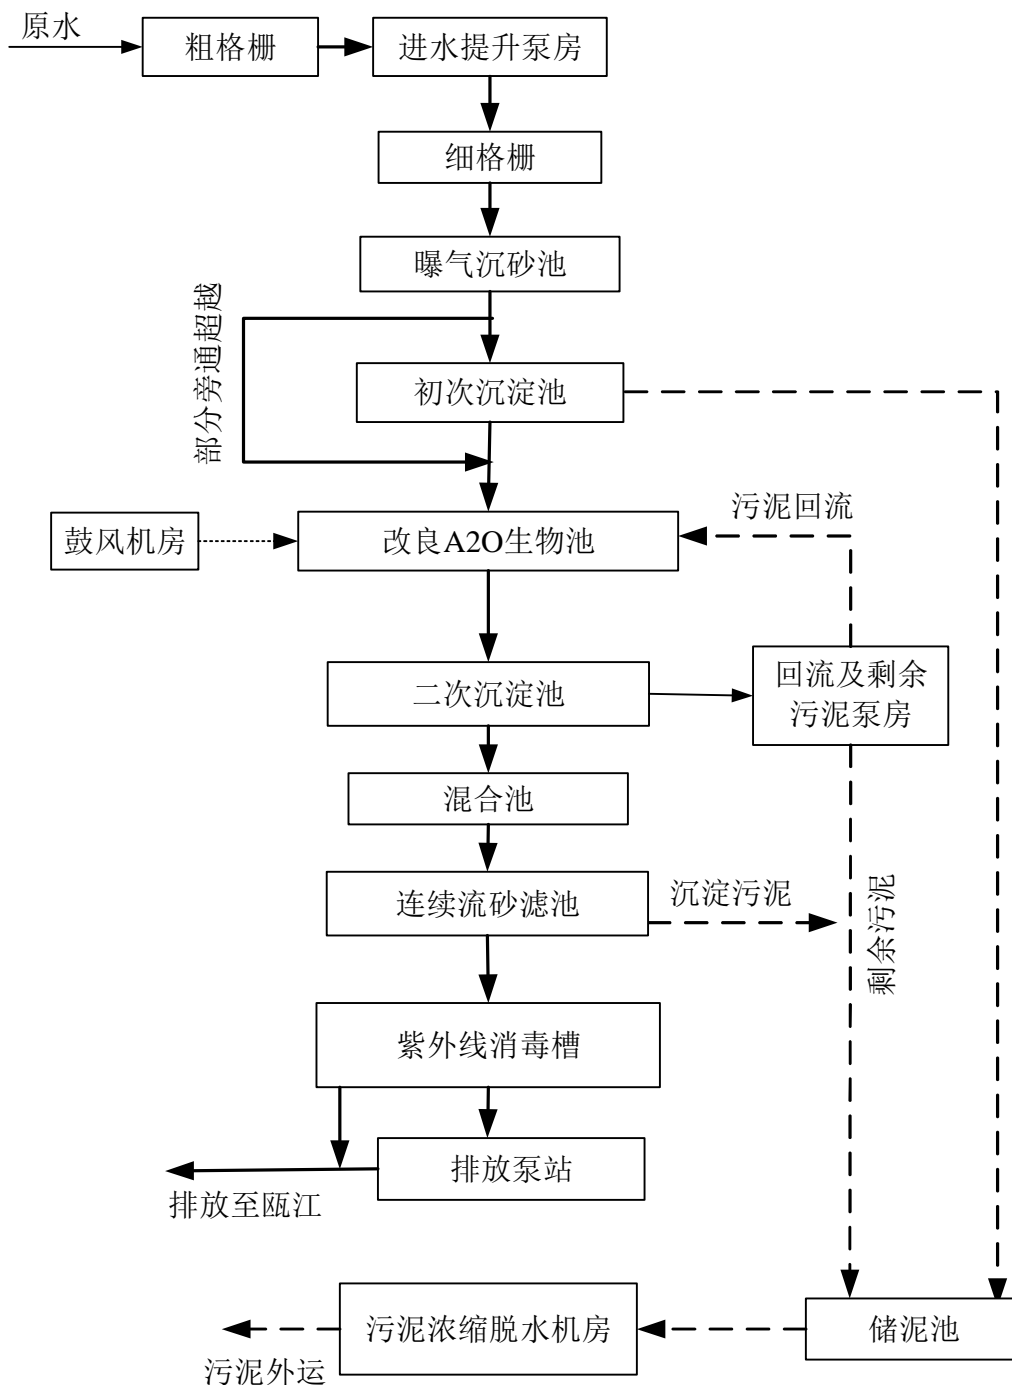 原水
粗格栅
进水提升泵房
细格栅
曝气沉砂池
部分旁通超越
初次沉淀池
污泥回流
鼓风机房
改良A2O生物池
二次沉淀池
回流及剩余
污泥泵房
混合池
连续流砂滤池
沉淀污泥
剩余污泥
紫外线消毒槽
排放泵站
排放至瓯江
污泥浓缩脱水机房
储泥池
污泥外运